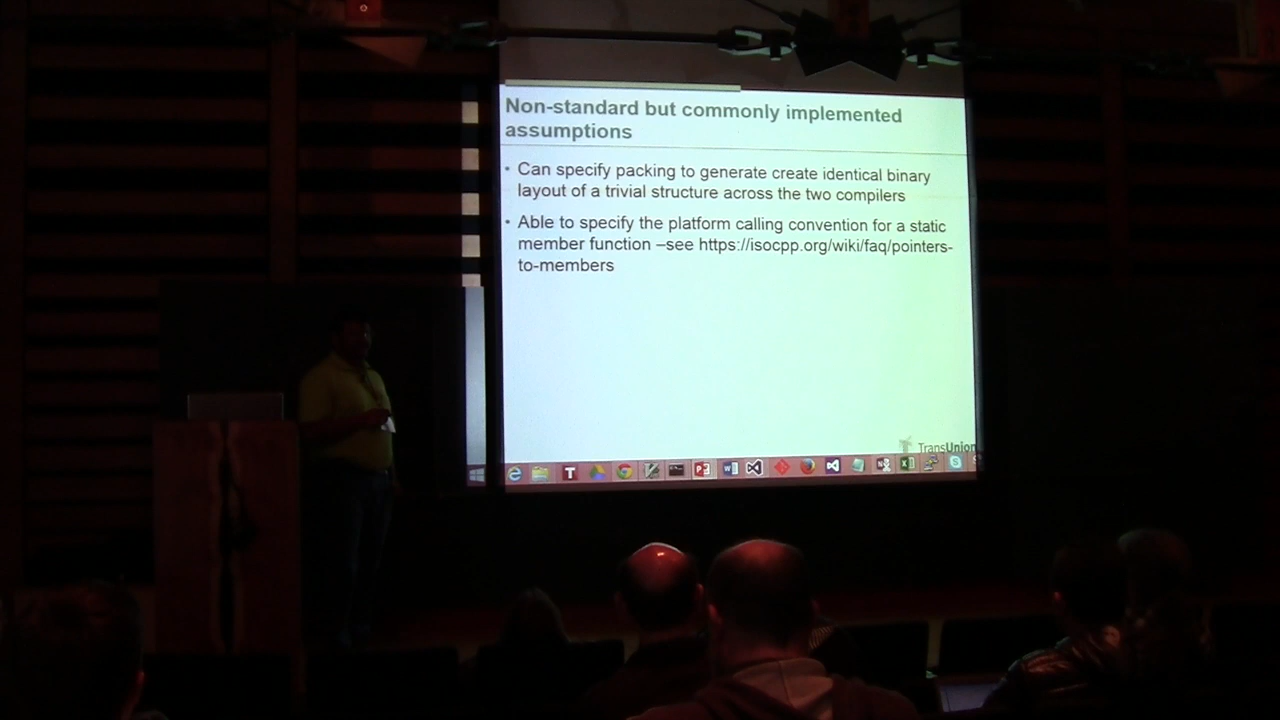 Non-standard but commonly implemented
assumptions
• Can specify packing to generate create identical binary
layout of a trivial structure across the two compilers
• Able to specify the platform calling convention for a static
member function –see https://isocpp.org/wiki/faq/pointers-
to-members
TransUnion